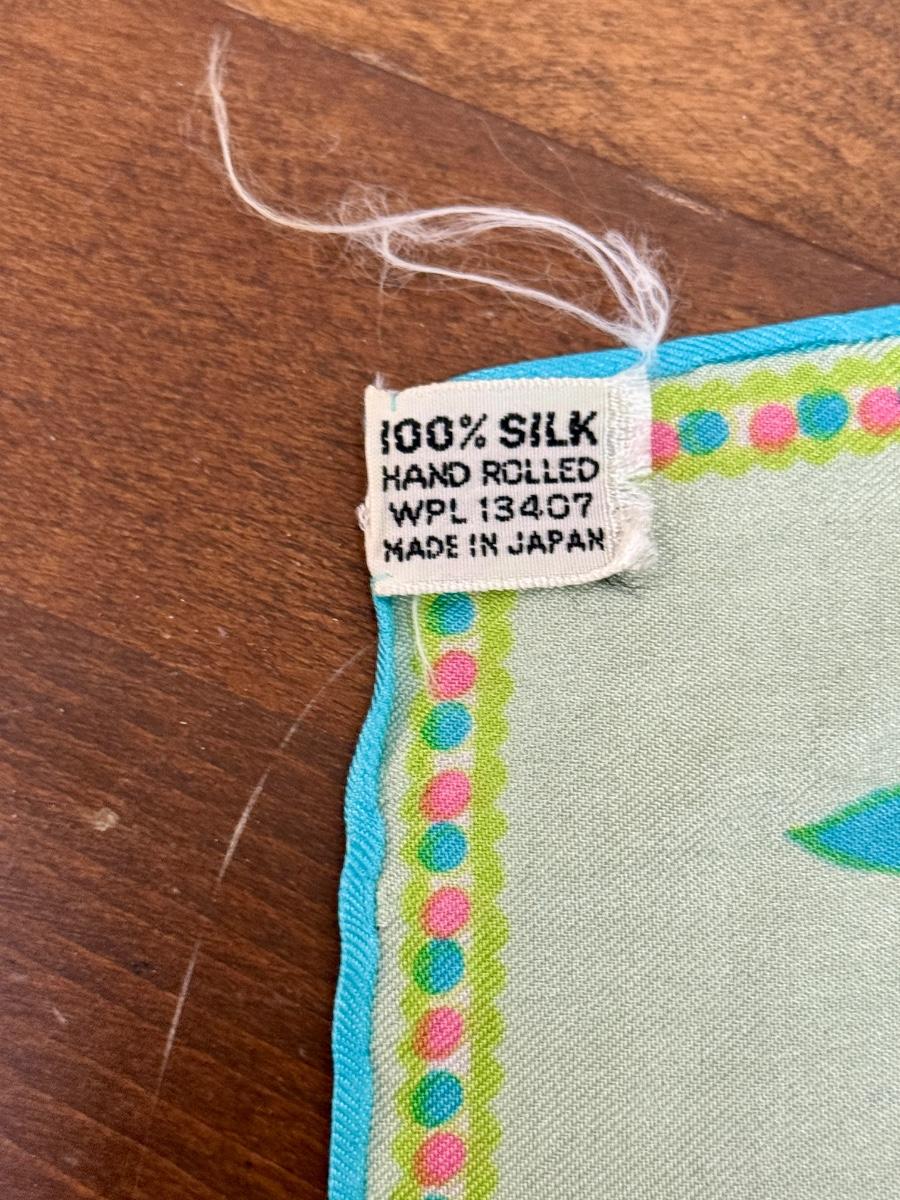 100% SILK
HAND ROLLED
WPL 13407
MADE IN JAPAN